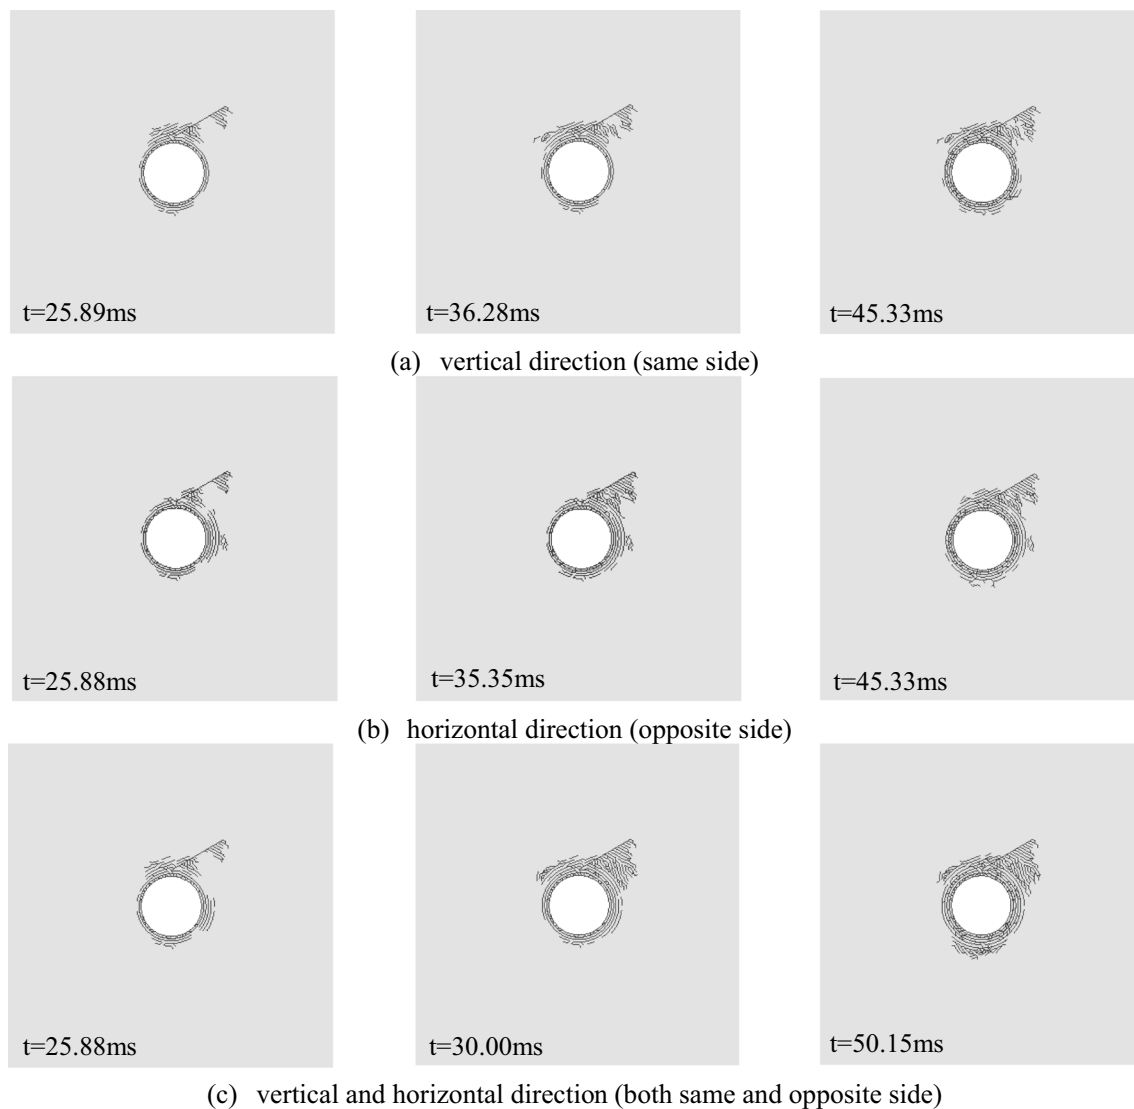 t=25.89ms
t=36.28ms
t=45.33ms
(a) vertical direction (same side)
t=25.88ms
t=35.35ms
t=45.33ms
(b) horizontal direction (opposite side)
t=25.88ms
t=30.00ms
t=50.15ms
(c) vertical and horizontal direction (both same and opposite side)